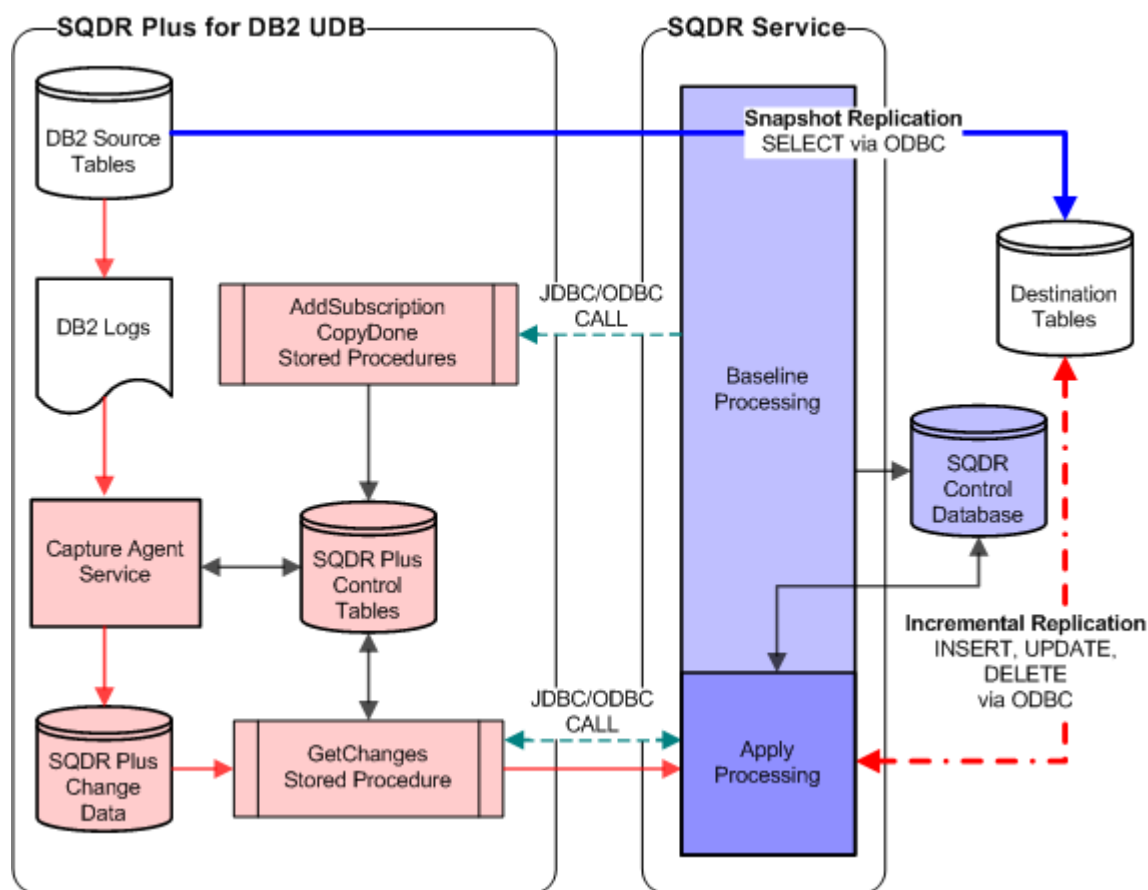 SQDR Plus for DB2 UDB
SQDR Service
DB2 Source
Tables
Snapshot Replication
SELECT via ODBC
Destination
Tables
DB2 Logs
AddSubscription
CopyDone
Stored Procedures
JDBC/ODBC
CALL
Baseline
Processing
SQDR
Control
Database
Capture Agent
Service
SQDR Plus
Control
Tables
Incremental Replication
INSERT, UPDATE,
DELETE
via ODBC
SQDR Plus
Change
Data
GetChanges
Stored Procedure
JDBC/ODBC
CALL
Apply
Processing